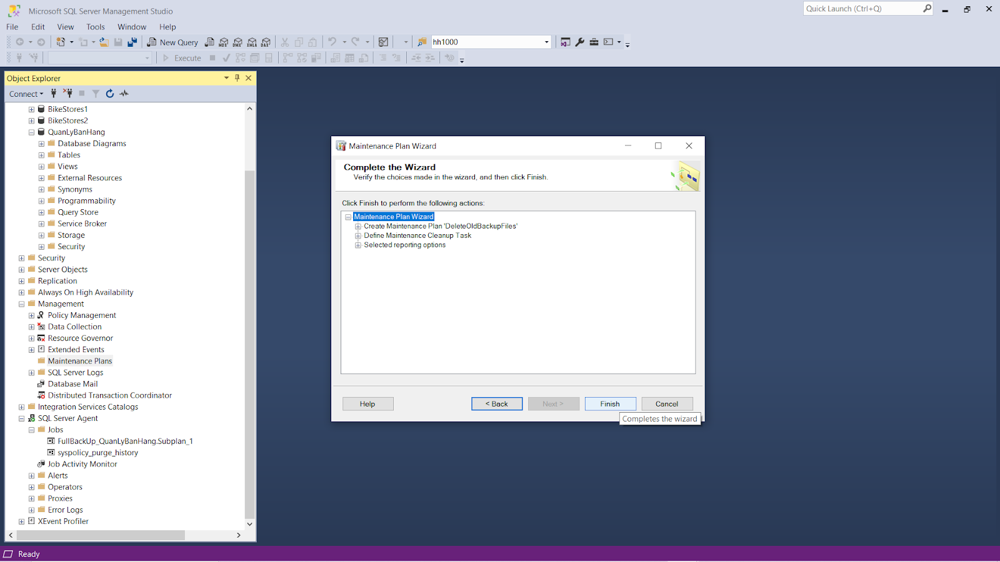 Microsoft SQL Server Management Studio
Quick Launch (Ctrl+Q)
File Edit View Tools Window Help
New Query
MDX DMX XMLA DAX
hh1000
Execute
Object Explorer
Connect
BikeStores1
BikeStores2
QuanLyBanHang
Database Diagrams
Tables
Views
External Resources
Synonyms
Programmability
Query Store
Service Broker
Storage
Security
Security
Server Objects
Replication
Always On High Availability
Management
Policy Management
Data Collection
Resource Governor
Extended Events
Maintenance Plans
SQL Server Logs
Database Mail
Distributed Transaction Coordinator
Integration Services Catalogs
SQL Server Agent
Jobs
FullBackUp_QuanLyBanHang.Subplan_1
syspolicy_purge_history
Job Activity Monitor
Alerts
Operators
Proxies
Error Logs
XEvent Profiler
Maintenance Plan Wizard
Complete the Wizard
Verify the choices made in the wizard, and then click Finish.
Click Finish to perform the following actions:
Maintenance Plan Wizard
Create Maintenance Plan 'DeleteOldBackupFiles'
Define Maintenance Cleanup Task
Selected reporting options
Help < Back Next > Finish Cancel
Completes the wizard
Ready